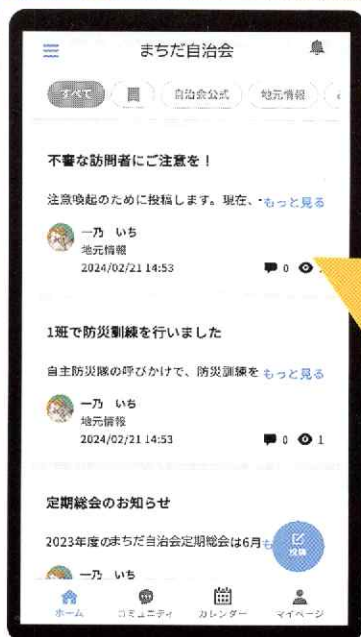 まちだ自治会
すべて 自治会公式 地元情報
不審な訪問者にご注意を！
注意喚起のために投稿します。現在、 もっと見る
一乃 いち
地元情報
2024/02/21 14:53 0
1班で防災訓練を行いました
自主防災隊の呼びかけで、防災訓練を もっと見る
一乃 いち
地元情報
2024/02/21 14:53 0 1
定期総会のお知らせ
2023年度のまちだ自治会定期総会は6月 も
投稿
一乃 いち
ホーム コミュニティ カレンダー マイページ